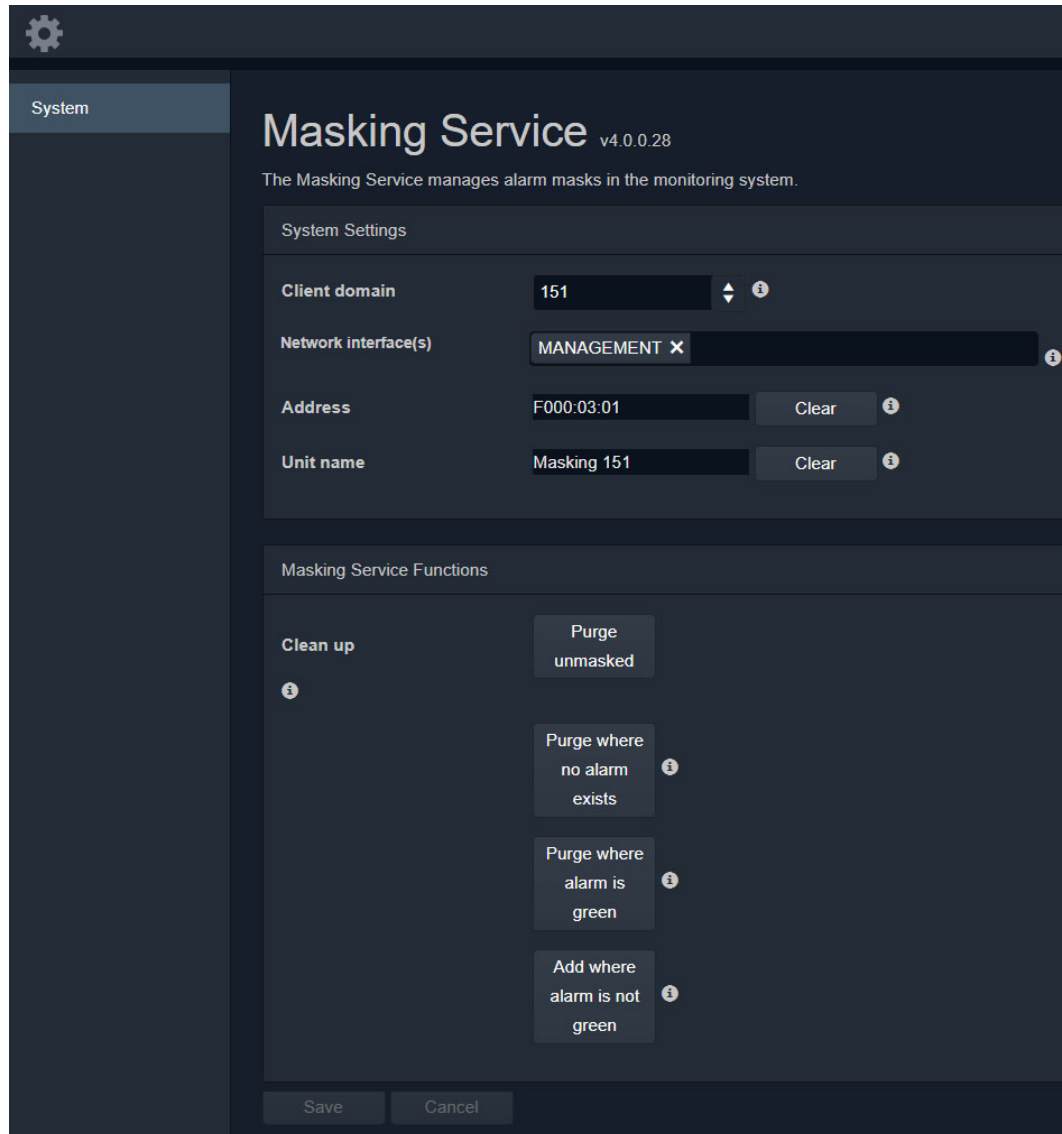 System
Masking Service v4.0.0.28
The Masking Service manages alarm masks in the monitoring system.
System Settings
Client domain
151
Network interface(s)
MANAGEMENT
Address
F000:03:01
Clear
Unit name
Masking 151
Clear
Masking Service Functions
Clean up
Purge
unmasked
Purge where
no alarm
exists
Purge where
alarm is
green
Add where
alarm is not
green
Save
Cancel